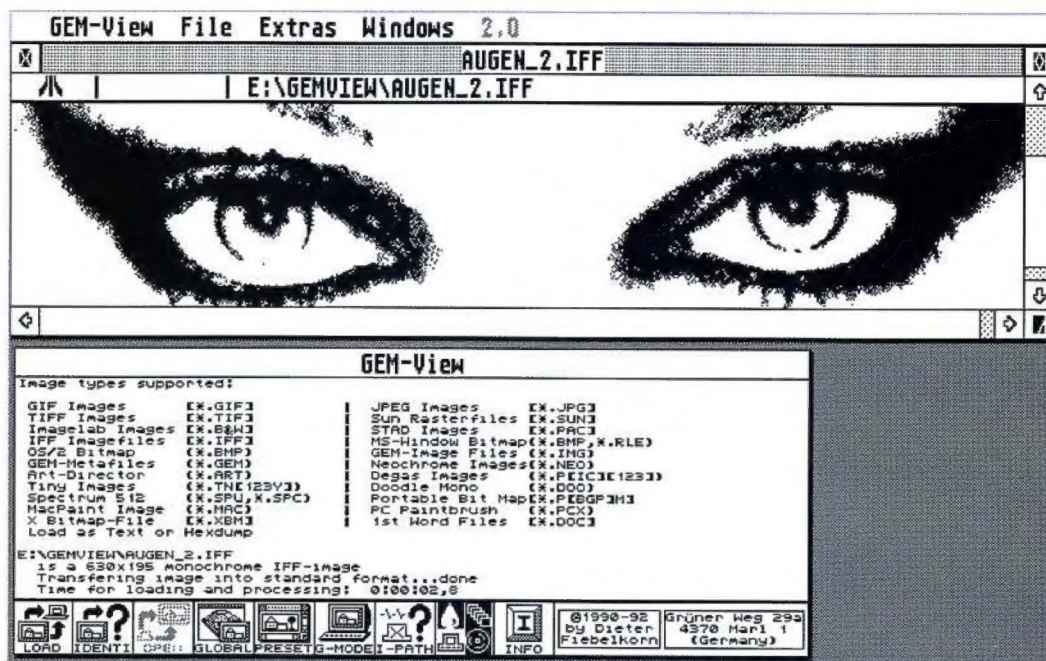 GEM-View File Extras Windows 2.0
AUGEN_2.IFF
E:\GEMVIEW\AUGEN_2.IFF
GEM-View
Image types supported:
GIF Images [*.GIF] | JPEG Images [*.JPG]
TIFF Images [*.TIF] | Sun Rasterfiles [*.SUN]
Imagelab Images [*.B&W] | STAD Images [*.PAC]
IFF Imagefiles [*.IFF] | MS-Window Bitmap(*.BMP,*.RLE)
OS/2 Bitmap (*.BMP) | GEM-Image Files [*.IMG]
GEM-Metafiles (*.GEM) | Neochrome Images(*.NEO)
Art-Director (*.ART) | Degas Images (*.P[IC][123])
Tiny Images (*.TN[123Y]) | Doodle Mono (*.DOO)
Spectrum 512 (*.SPU,*.SPC) | Portable Bit Map[*.P[BGP]M]
MacPaint Image (*.MAC) | PC Paintbrush [*.PCX]
X Bitmap-File [*.XBM] | 1st Word Files [*.DOC]
Load as Text or Hexdump
E:\GEMVIEW\AUGEN_2.IFF
is a 630x195 monochrome IFF-image
Transfering image into standard format...done
Time for loading and processing: 0:00:02,8
LOAD IDENTI OPE:: GLOBAL PRESET G-MODE I-PATH INFO
@1990-92
by Dieter
Fiebelkorn
Grüner Weg 29a
4370 Marl 1
(Germany)